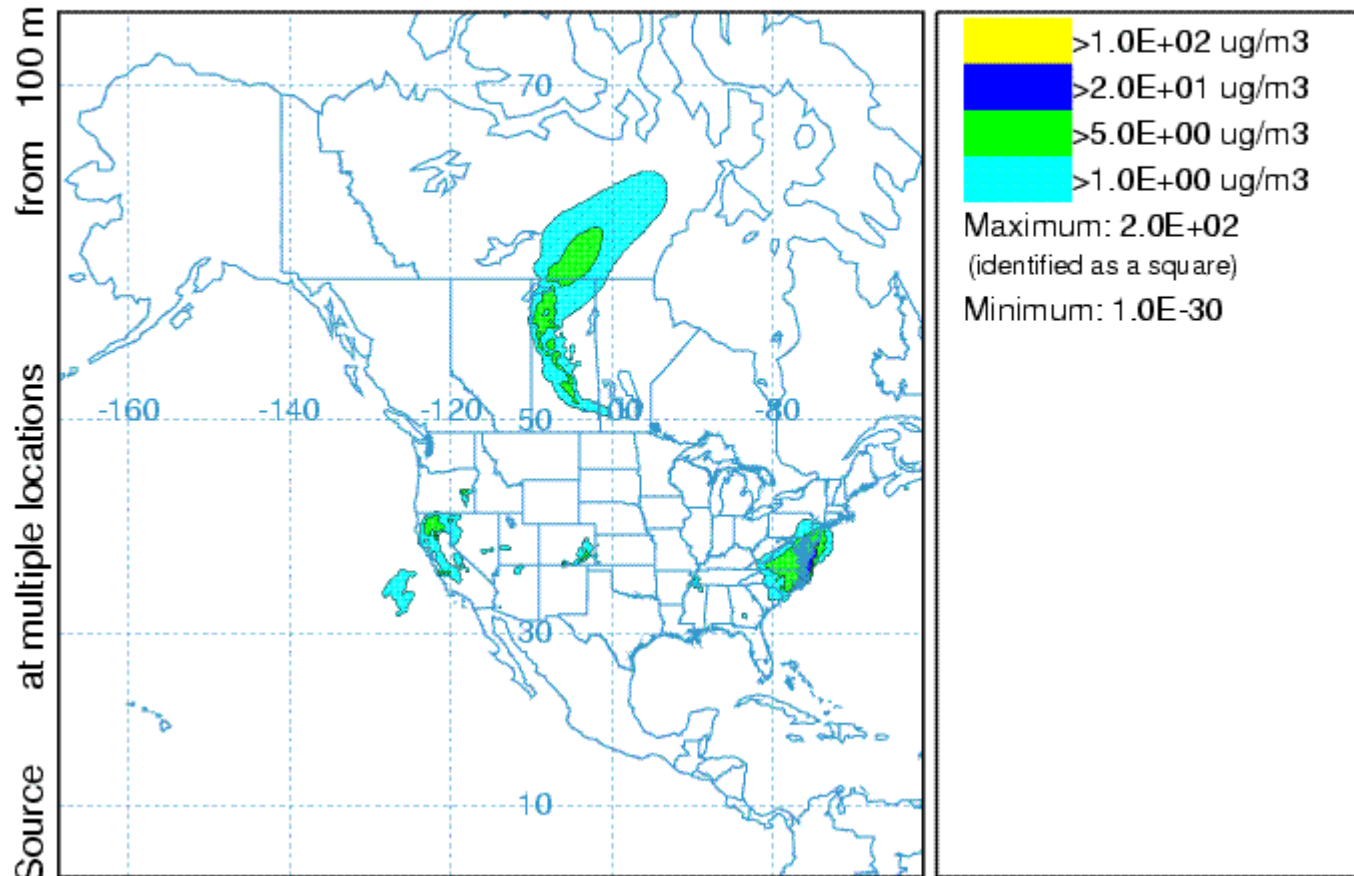 Source at multiple locations from 100 m
70
-160 -140 -120 00 -80
50
30
10
>1.0E+02 ug/m3
>2.0E+01 ug/m3
>5.0E+00 ug/m3
>1.0E+00 ug/m3
Maximum: 2.0E+02
(identified as a square)
Minimum: 1.0E-30